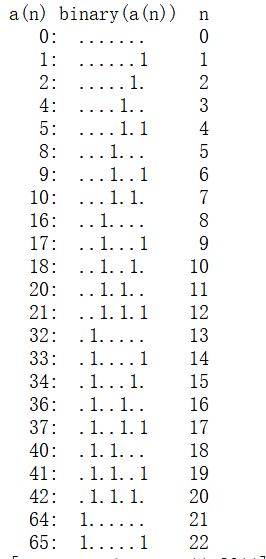 a(n) binary(a(n))  n
0:  .......  0
1:  ......1  1
2:  .....1.  2
4:  ....1..  3
5:  ....1.1  4
8:  ...1...  5
9:  ...1..1  6
10:  ...1.1.  7
16:  ..1....  8
17:  ..1...1  9
18:  ..1..1.  10
20:  ..1.1..  11
21:  ..1.1.1  12
32:  .1.....  13
33:  .1....1  14
34:  .1...1.  15
36:  .1..1..  16
37:  .1..1.1  17
40:  .1.1...  18
41:  .1.1..1  19
42:  .1.1.1.  20
64:  1......  21
65:  1.....1  22